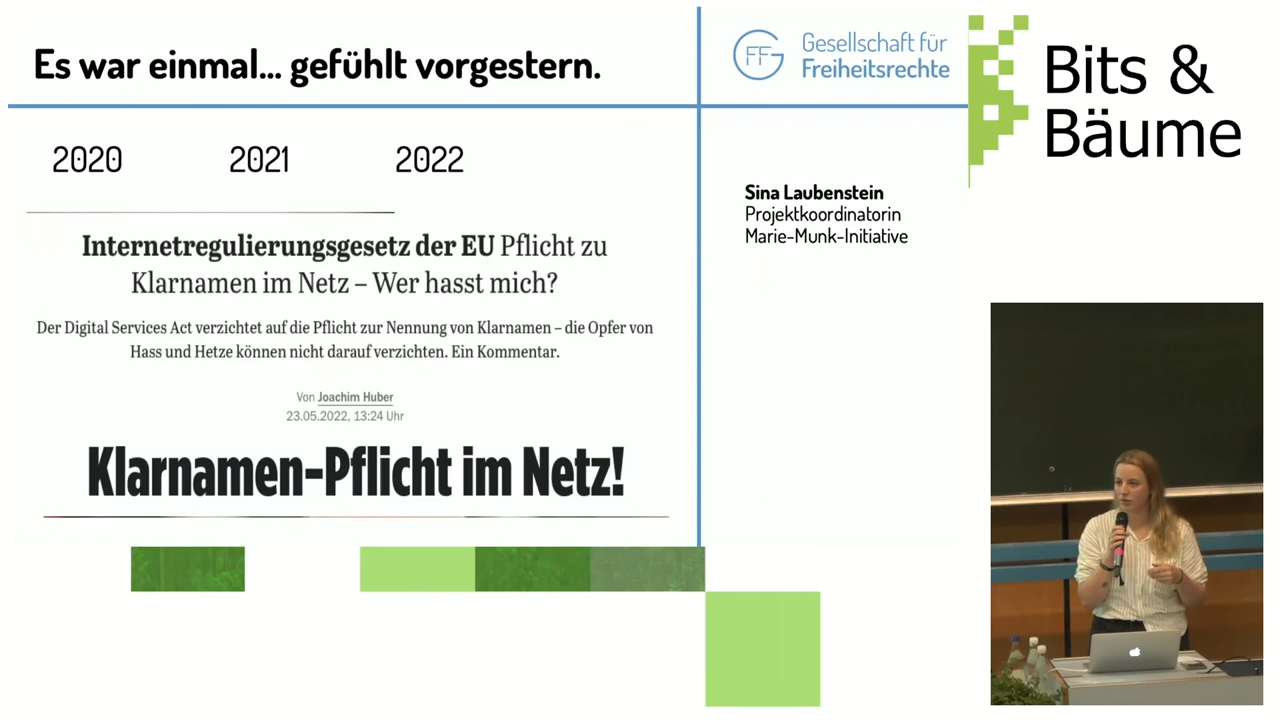 Es war einmal... gefühlt vorgestern.
FFG
Gesellschaft für
Freiheitsrechte
Bits &
Bäume
2020 2021 2022
Sina Laubenstein
Projektkoordinatorin
Marie-Munk-Initiative
Internetregulierungsgesetz der EU Pflicht zu
Klarnamen im Netz – Wer hasst mich?
Der Digital Services Act verzichtet auf die Pflicht zur Nennung von Klarnamen – die Opfer von
Hass und Hetze können nicht darauf verzichten. Ein Kommentar.
Von Joachim Huber
23.05.2022, 13:24 Uhr
Klarnamen-Pflicht im Netz!